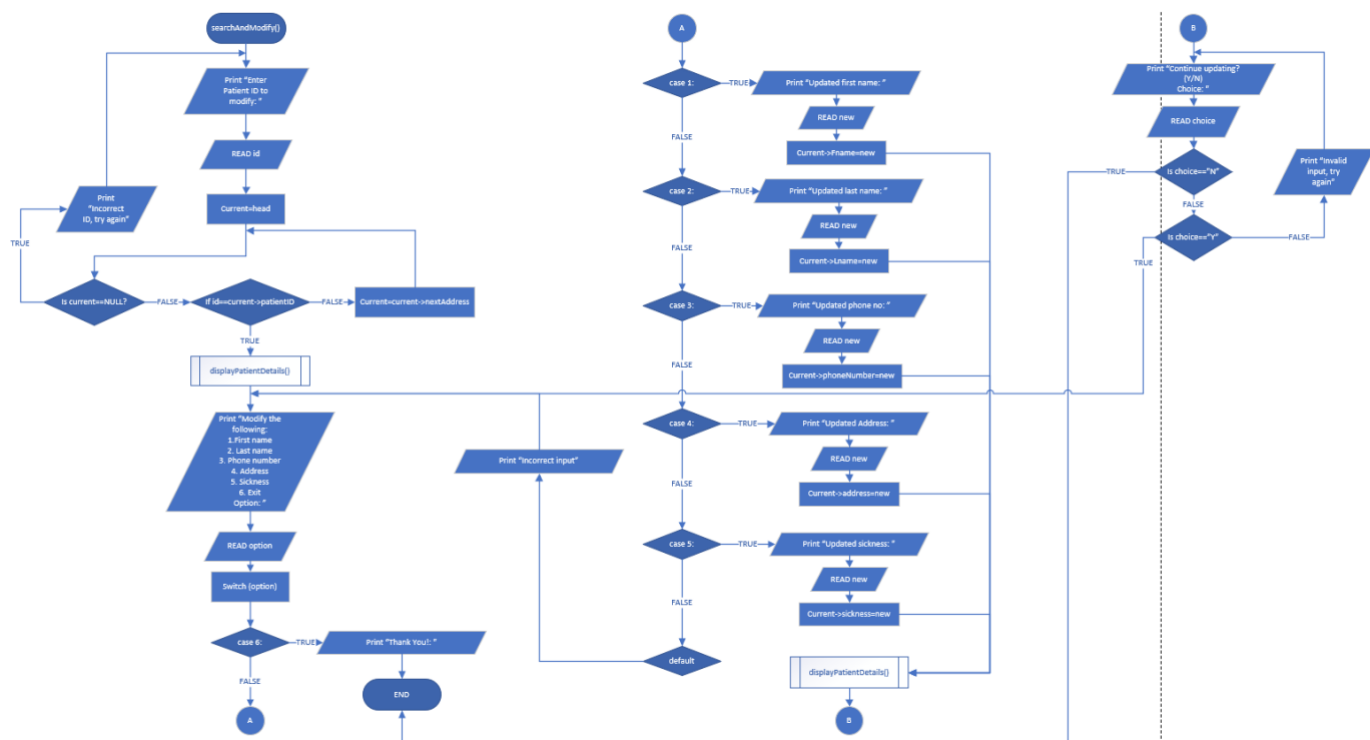 searchAndModify()
Print "Enter
Patient ID to
modify: "
READ id
Current=head
Print
"Incorrect
ID, try again"
TRUE
Is current==NULL?
FALSE
If id==current->patientID
FALSE
Current=current->nextAddress
TRUE
displayPatientDetails()
Print "Modify the
following:
1.First name
2. Last name
3. Phone number
4. Address
5. Sickness
6. Exit
Option: "
READ option
Switch (option)
case 6:
TRUE
Print "Thank You!: "
FALSE
END
A
A
case 1:
TRUE
Print "Updated first name: "
READ new
Current->Fname=new
FALSE
case 2:
TRUE
Print "Updated last name: "
READ new
Current->Lname=new
FALSE
case 3:
TRUE
Print "Updated phone no: "
READ new
Current->phoneNumber=new
FALSE
case 4:
TRUE
Print "Updated Address: "
READ new
Current->address=new
FALSE
Print "Incorrect input"
case 5:
TRUE
Print "Updated sickness: "
READ new
Current->sickness=new
FALSE
default
displayPatientDetails()
B
B
Print "Continue updating?
(Y/N)
Choice: "
READ choice
Is choice=="N"
TRUE
FALSE
Is choice=="Y"
TRUE
FALSE
Print "Invalid
input, try
again"